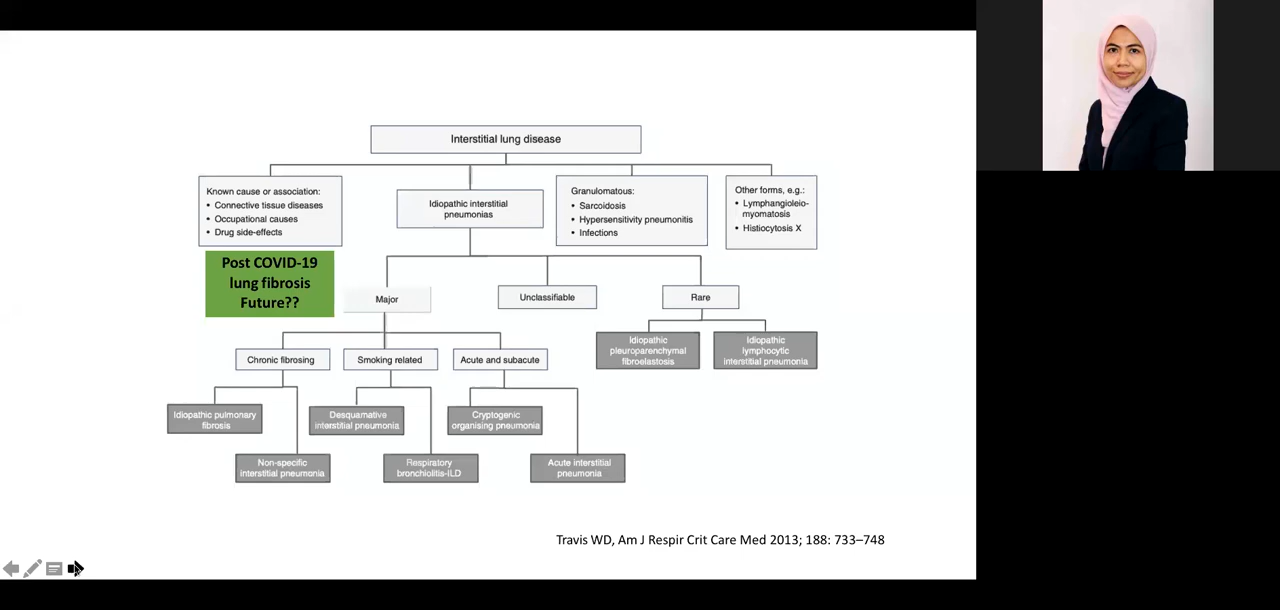 Interstitial lung disease
Known cause or association:
• Connective tissue diseases
• Occupational causes
• Drug side-effects
Idiopathic interstitial
pneumonias
Granulomatous:
• Sarcoidosis
• Hypersensitivity pneumonitis
• Infections
Other forms, e.g.:
• Lymphangioleio-
myomatosis
• Histiocytosis X
Post COVID-19
lung fibrosis
Future??
Major
Unclassifiable
Rare
Chronic fibrosing
Smoking related
Acute and subacute
Idiopathic
pleuroparenchymal
fibroelastosis
Idiopathic
lymphocytic
interstitial pneumonia
Idiopathic pulmonary
fibrosis
Desquamative
interstitial pneumonia
Cryptogenic
organising pneumonia
Non-specific
interstitial pneumonia
Respiratory
bronchiolitis-ILD
Acute interstitial
pneumonia
Travis WD, Am J Respir Crit Care Med 2013; 188: 733–748